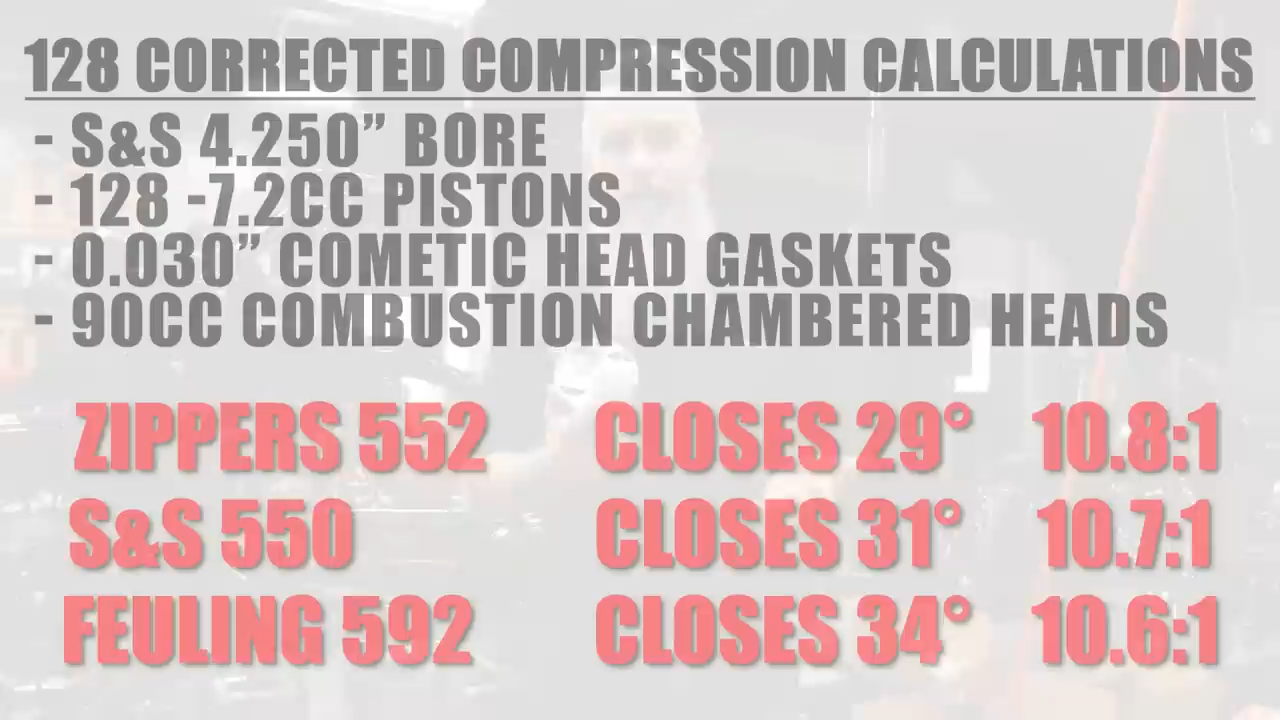 128 CORRECTED COMPRESSION CALCULATIONS
- S&S 4.250” BORE
- 128 -7.2CC PISTONS
- 0.030” COMETIC HEAD GASKETS
- 90CC COMBUSTION CHAMBERED HEADS
ZIPPERS 552 CLOSES 29° 10.8:1
S&S 550 CLOSES 31° 10.7:1
FEULING 592 CLOSES 34° 10.6:1